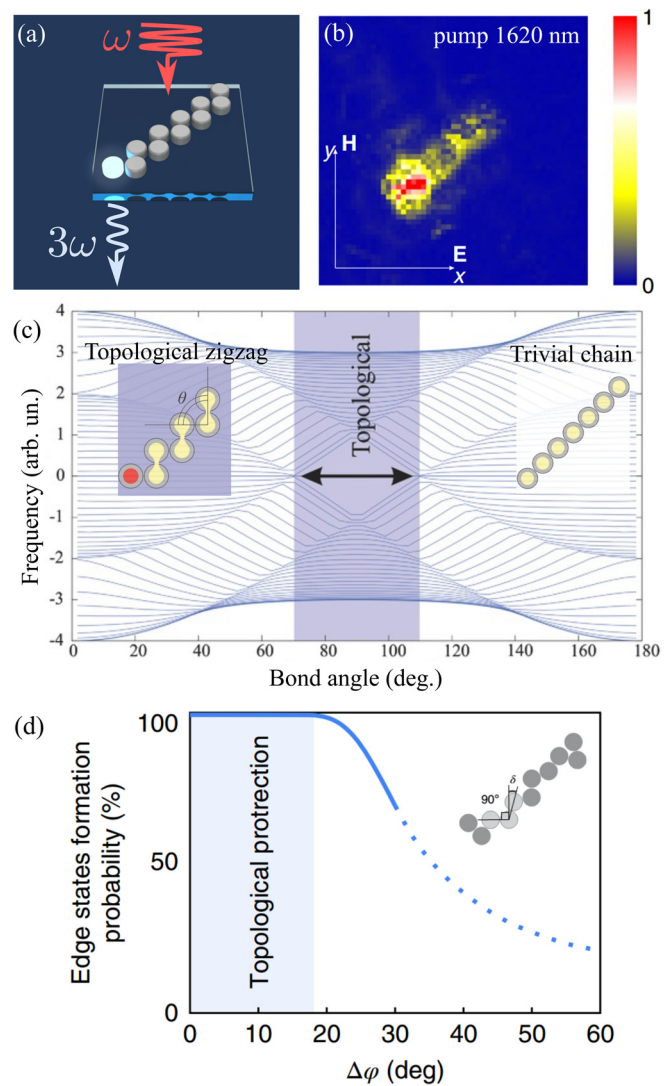 (a)
ω
3ω
(b)
pump 1620 nm
y
H
E
x
1
0
(c)
Frequency (arb. un.)
4
3
2
1
0
-1
-2
-3
-4
Topological zigzag
θ
Topological
Trivial chain
0 20 40 60 80 100 120 140 160 180
Bond angle (deg.)
(d)
Edge states formation
probability (%)
100
50
0
Topological protrection
90°
δ
0 10 20 30 40 50 60
Δφ (deg)